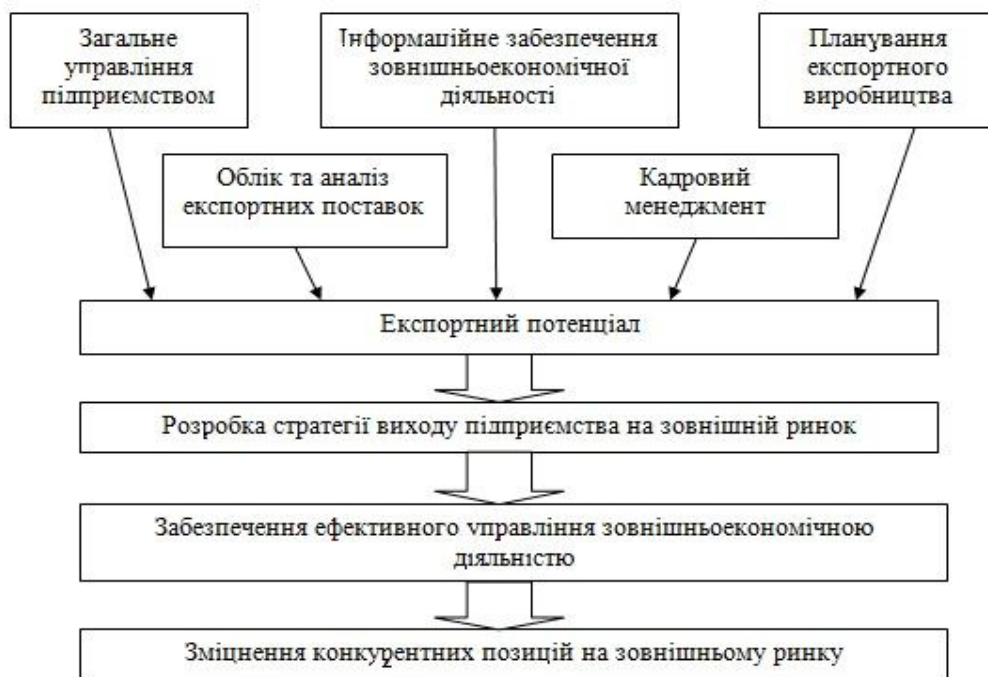 Загальне
управління
підприємством
Інформаційне забезпечення
зовнішньоекономічної
діяльності
Планування
експортного
виробництва
Облік та аналіз
експортних поставок
Кадровий
менеджмент
Експортний потенціал
Розробка стратегії виходу підприємства на зовнішній ринок
Забезпечення ефективного управління зовнішньоекономічною
діяльністю
Зміцнення конкурентних позицій на зовнішньому ринку